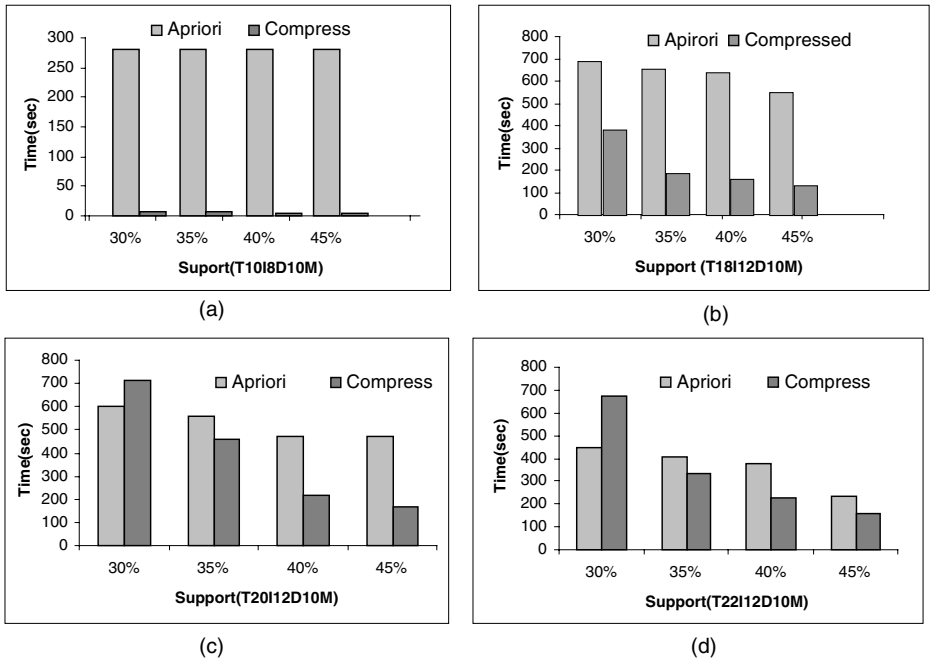 Apriori Compress
300
250
200
150
100
50
0
Time(sec)
30% 35% 40% 45%
Suport(T10I8D10M)
(a)
Apirori Compressed
800
700
600
500
400
300
200
100
0
Time(sec)
30% 35% 40% 45%
Support (T18I12D10M)
(b)
Apriori Compress
800
700
600
500
400
300
200
100
0
Time(sec)
30% 35% 40% 45%
Support(T20I12D10M)
(c)
Apriori Compress
800
700
600
500
400
300
200
100
0
Time(sec)
30% 35% 40% 45%
Support(T22I12D10M)
(d)